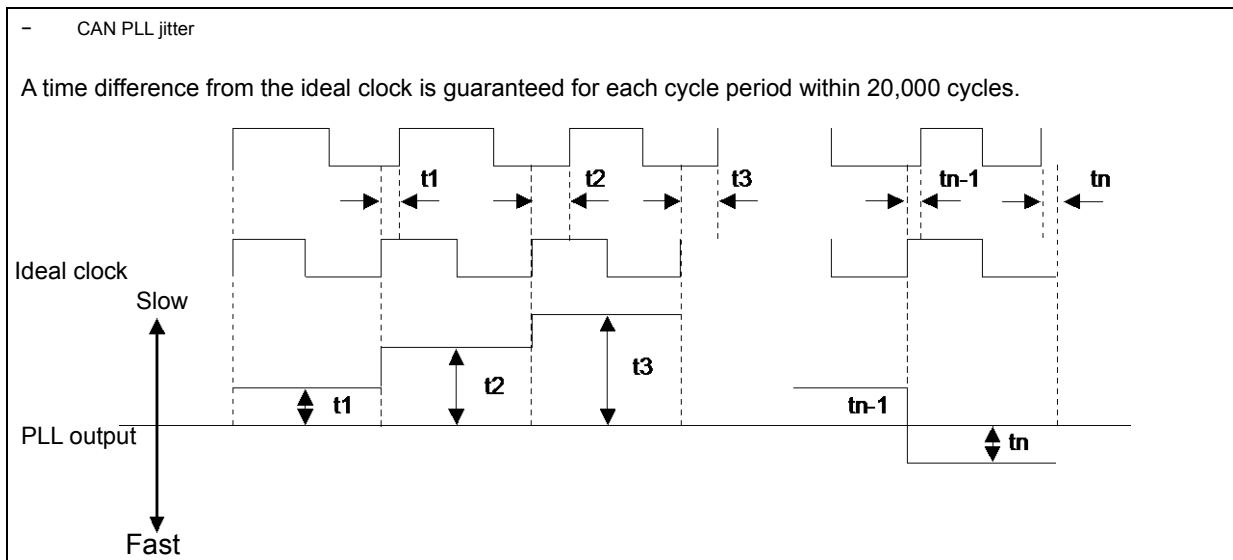 − CAN PLL jitter
A time difference from the ideal clock is guaranteed for each cycle period within 20,000 cycles.
t1 t2 t3 tn-1 tn
Ideal clock
Slow
t1 t2 t3 tn-1 tn
PLL output
Fast